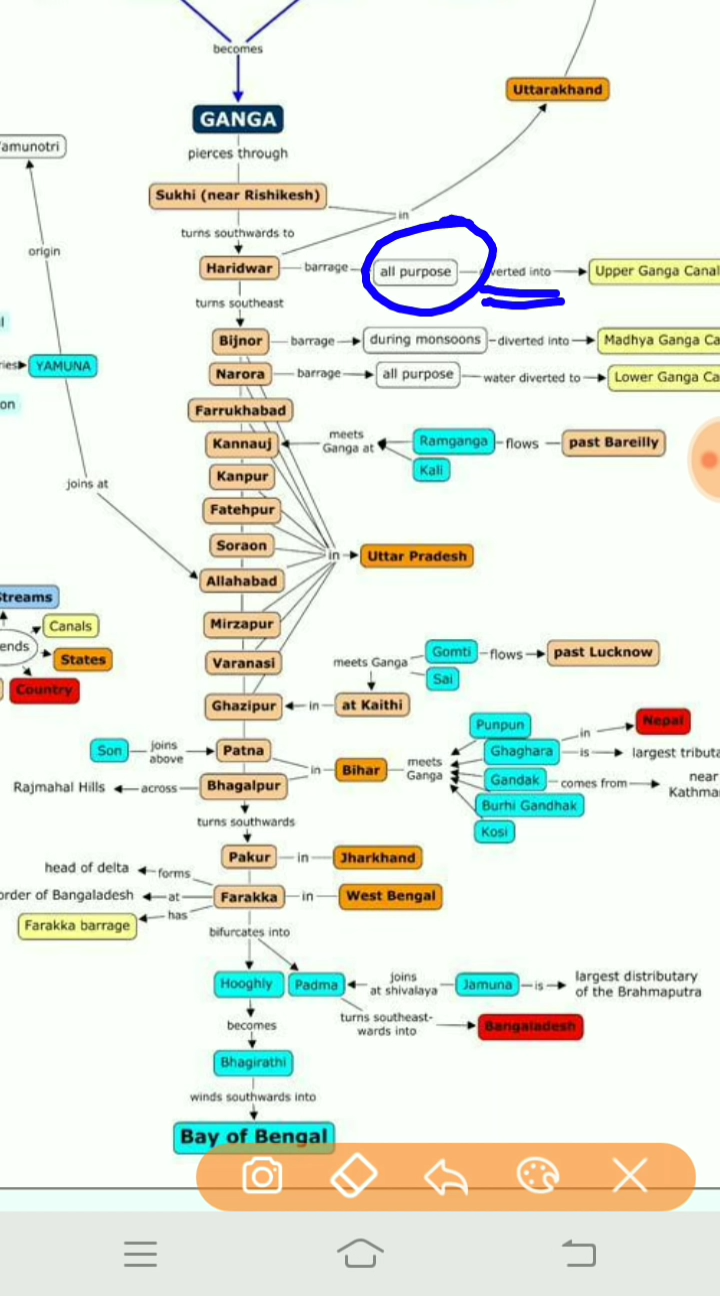 becomes
Uttarakhand
GANGA
amunotri
pierces through
Sukhi (near Rishikesh)
in
turns southwards to
origin
Haridwar
barrage
all purpose
verted into
Upper Ganga Canal
turns southeast
Bijnor
barrage
during monsoons
diverted into
Madhya Ganga Ca
ries
YAMUNA
Narora
barrage
all purpose
water diverted to
Lower Ganga Ca
on
Farrukhabad
Kannauj
meets
Ganga at
Ramganga
flows
past Bareilly
Kali
Kanpur
joins at
Fatehpur
Soraon
in
Uttar Pradesh
Allahabad
Streams
Mirzapur
Canals
ends
States
Country
Varanasi
meets Ganga
Gomti
flows
past Lucknow
Sai
Ghazipur
in
at Kaithi
Punpun
in
Nepal
Son
joins
above
Patna
Ghaghara
is
largest tributa
in
Bihar
meets
Ganga
Rajmahal Hills
across
Bhagalpur
Gandak
comes from
near
Kathma
Burhi Gandhak
Kosi
turns southwards
Pakur
in
Jharkhand
head of delta
forms
order of Bangaladesh
at
Farakka
in
West Bengal
Farakka barrage
has
bifurcates into
Hooghly
Padma
joins
at shivalaya
Jamuna
is
largest distributary
of the Brahmaputra
becomes
turns southeast-
wards into
Bangaladesh
Bhagirathi
winds southwards into
Bay of Bengal